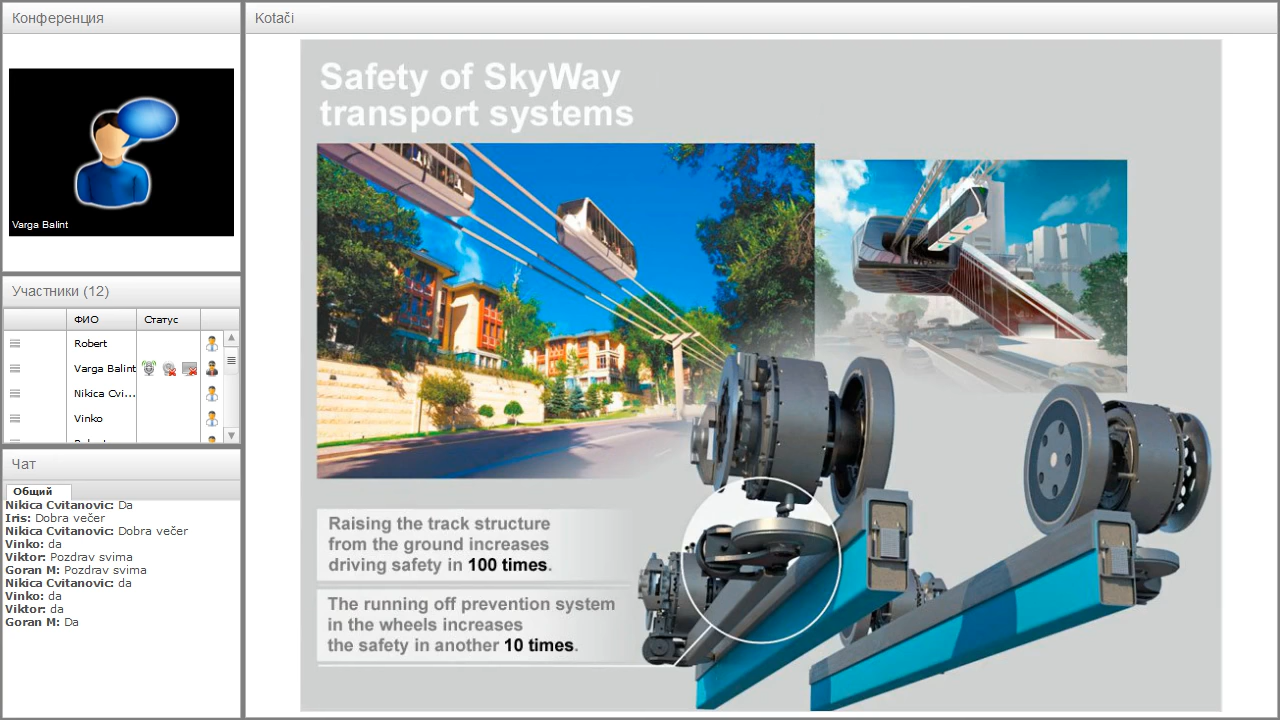 Конференция
Varga Balint
Участники (12)
ФИО
Статус
Robert
Varga Balint
Nikica Cvi...
Vinko
Чат
Общий
Nikica Cvitanovic: Da
Iris: Dobra večer
Nikica Cvitanovic: Dobra večer
Vinko: da
Viktor: Pozdrav svima
Goran M: Pozdrav svima
Nikica Cvitanovic: da
Vinko: da
Viktor: da
Goran M: Da
Kotači
Safety of SkyWay
transport systems
Raising the track structure
from the ground increases
driving safety in 100 times.
The running off prevention system
in the wheels increases
the safety in another 10 times.